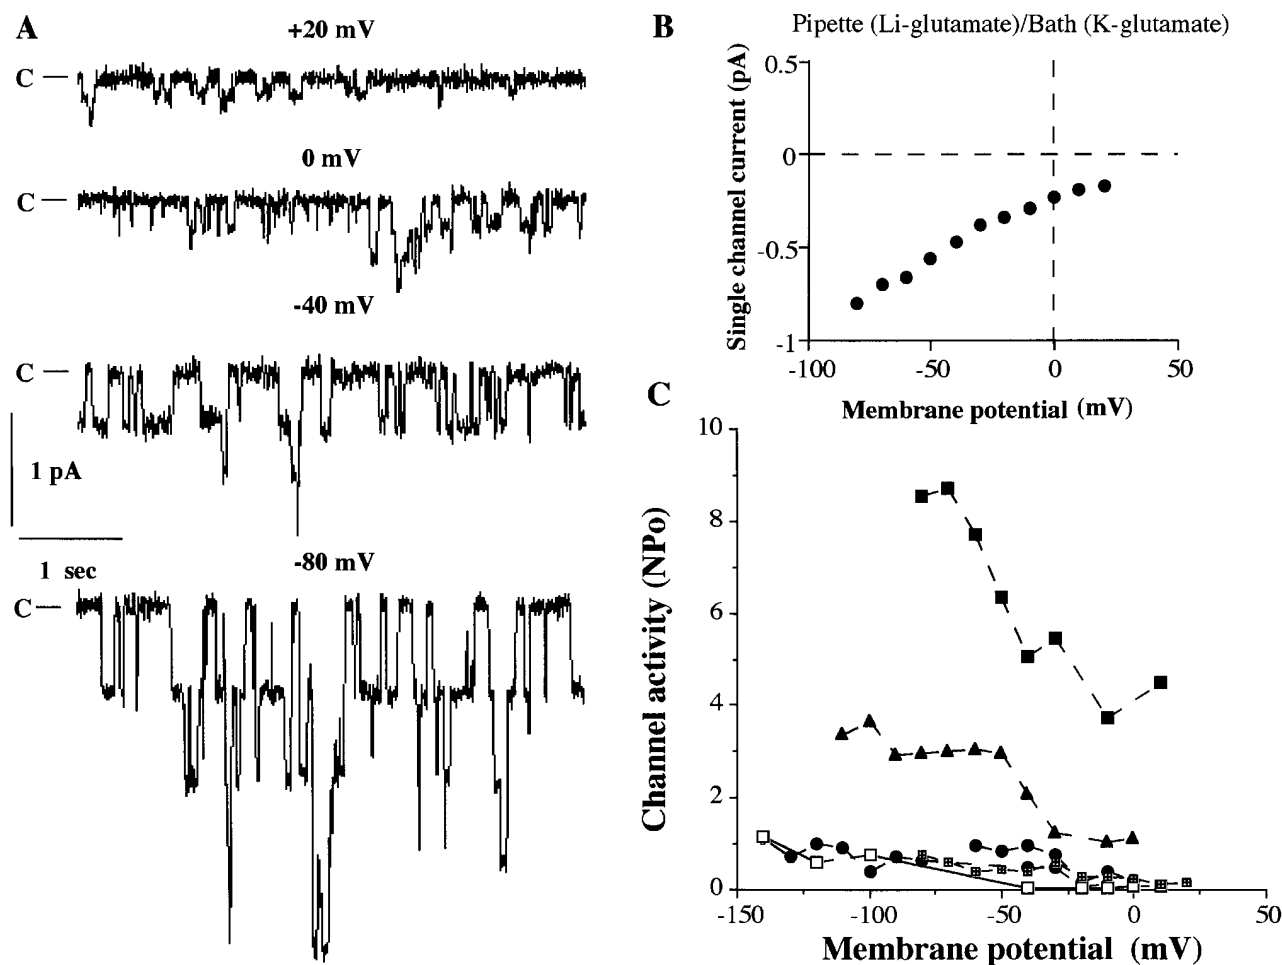 A
+20 mV
C
0 mV
C
-40 mV
C
1 pA
1 sec
-80 mV
C
B
Pipette (Li-glutamate)/Bath (K-glutamate)
Single channel current (pA)
0.5
0
-0.5
-1
-100
-50
0
50
Membrane potential (mV)
C
Channel activity (NPo)
10
8
6
4
2
0
-150
-100
-50
0
50
Membrane potential (mV)